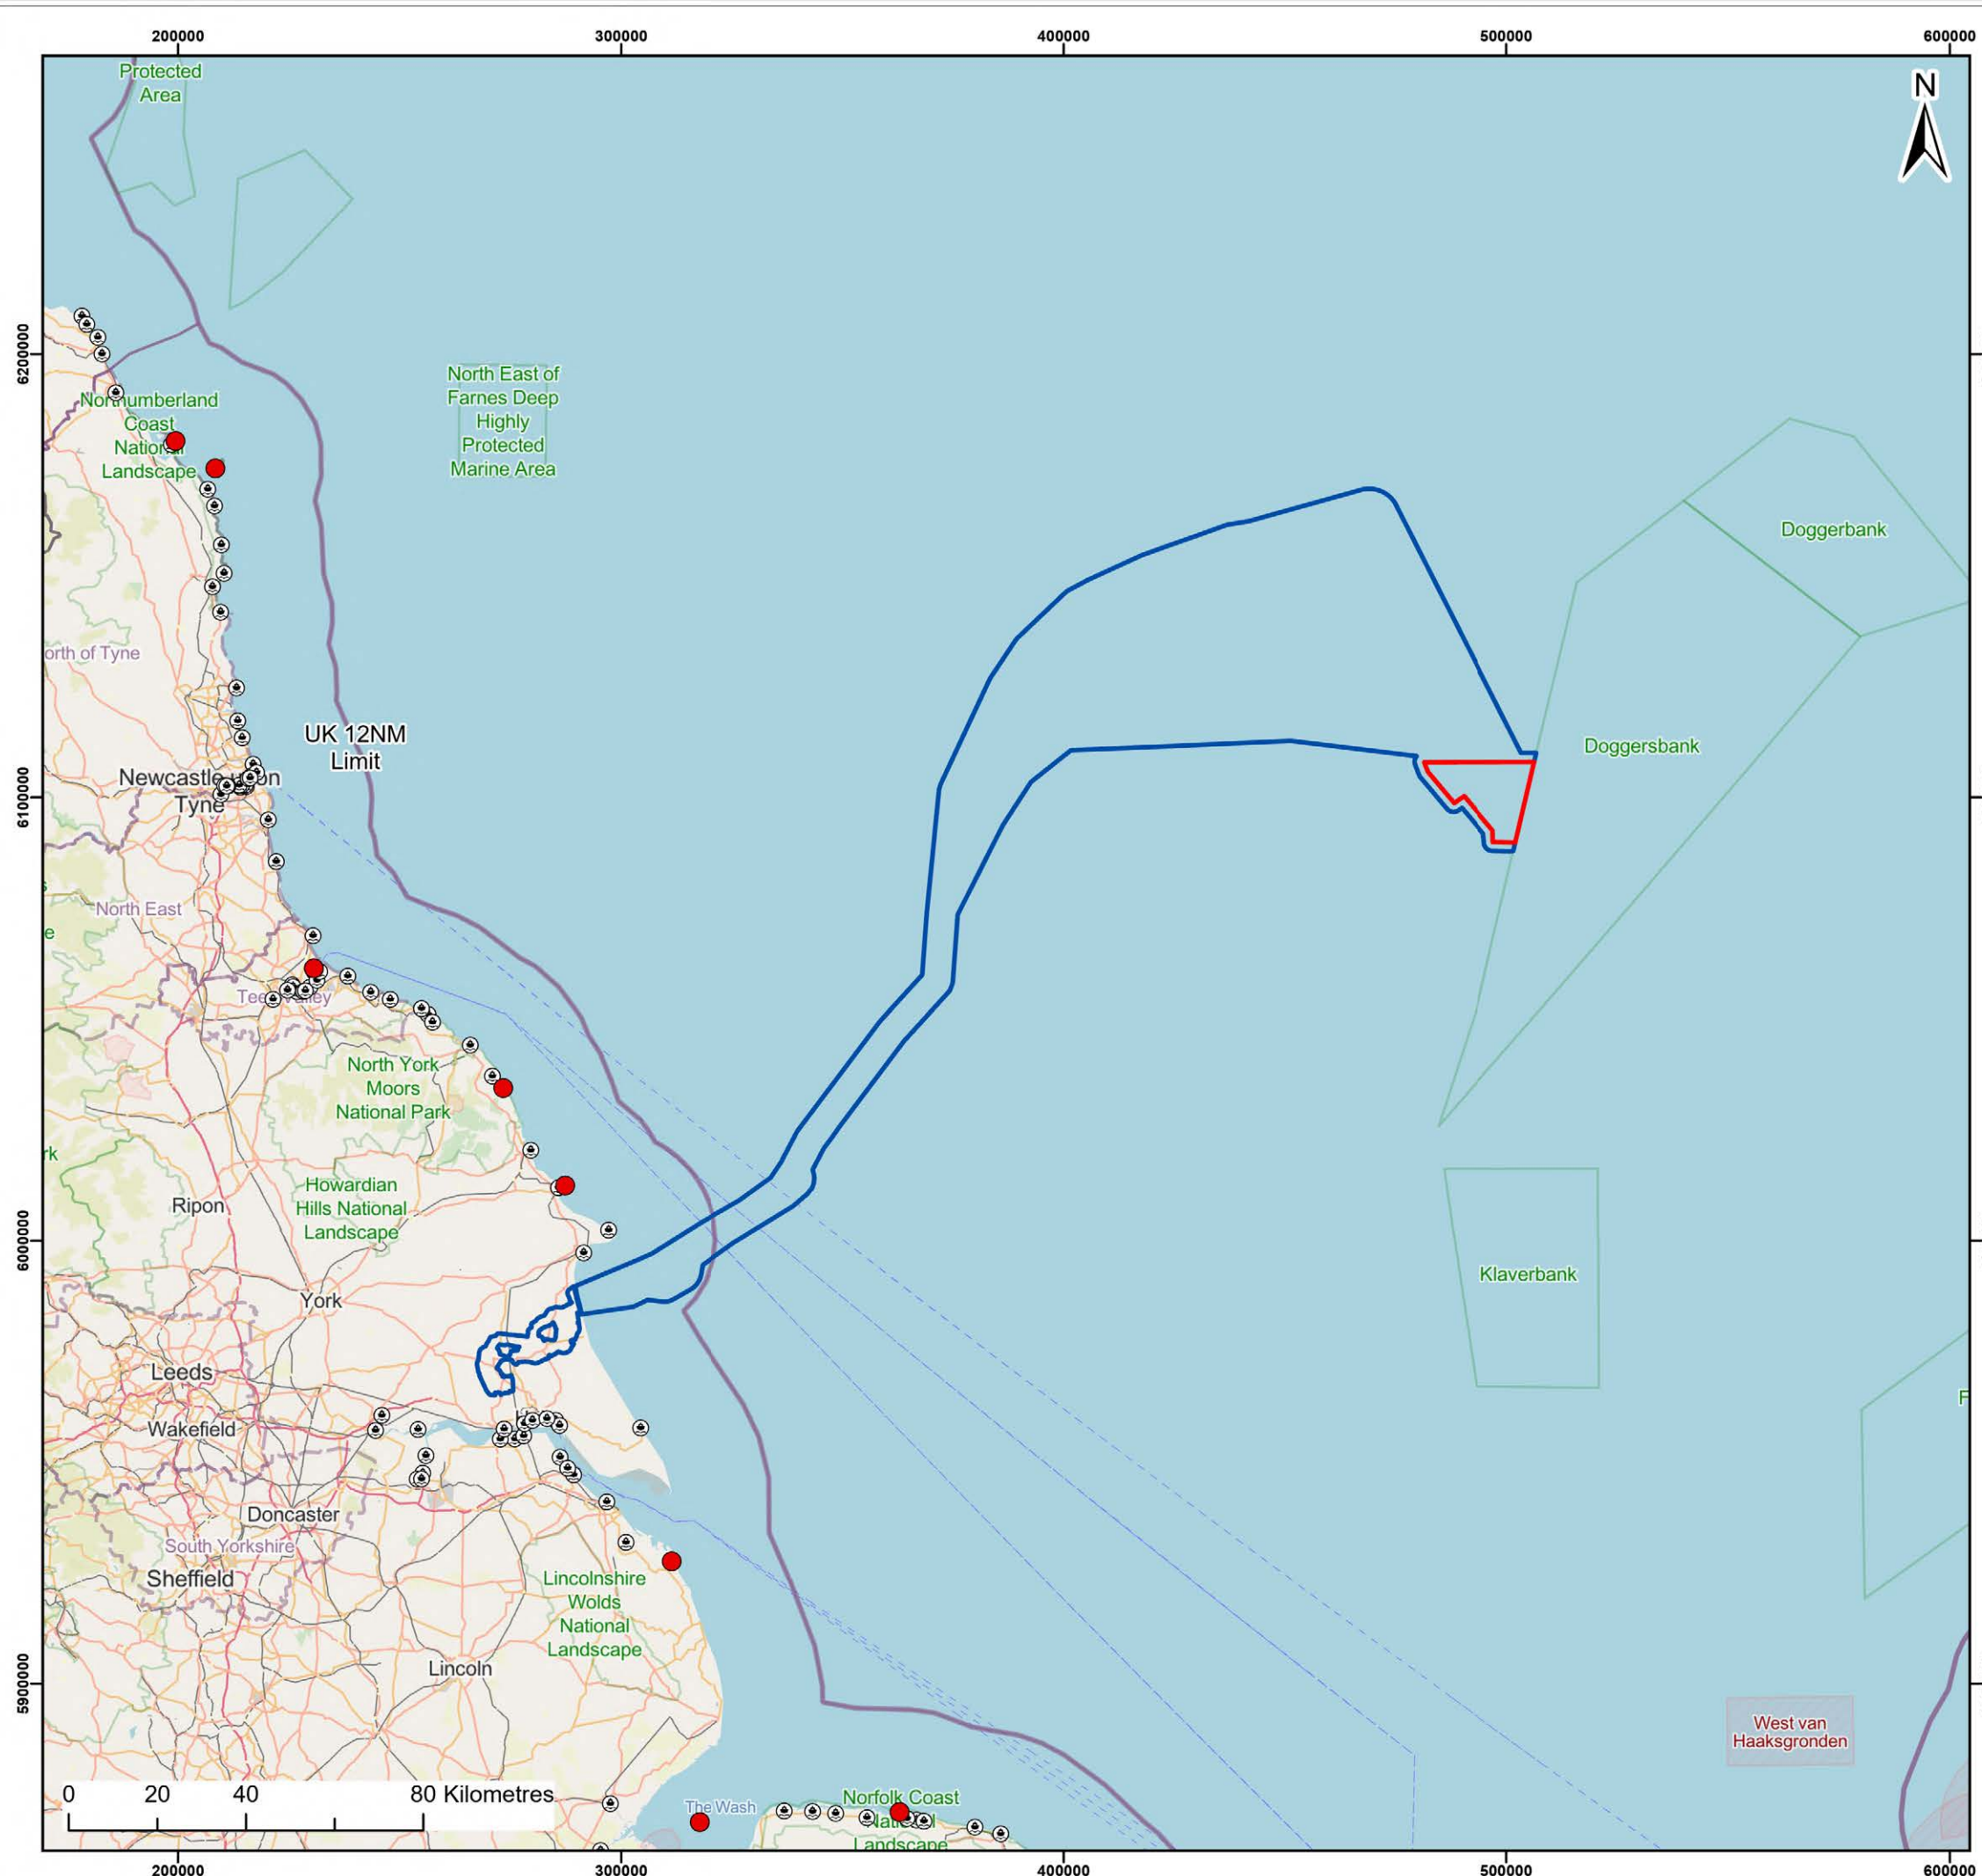 200000
300000
400000
500000
600000
Protected
Area
N
6200000
North East of
Farnes Deep
Highly
Protected
Marine Area
Northumberland
Coast
National
Landscape
Doggerbank
orth of Tyne
UK 12NM
Limit
Doggersbank
Newcastle upon
Tyne
6100000
North East
e
Tees Valley
North York
Moors
National Park
rk
Howardian
Hills National
Landscape
Ripon
6000000
Klaverbank
York
Leeds
F
Wakefield
Doncaster
South Yorkshire
Sheffield
Lincolnshire
Wolds
National
Landscape
Lincoln
5900000
West van
Haaksgronden
0
20
40
80 Kilometres
The Wash
Norfolk Coast
National
Landscape
200000
300000
400000
500000
600000